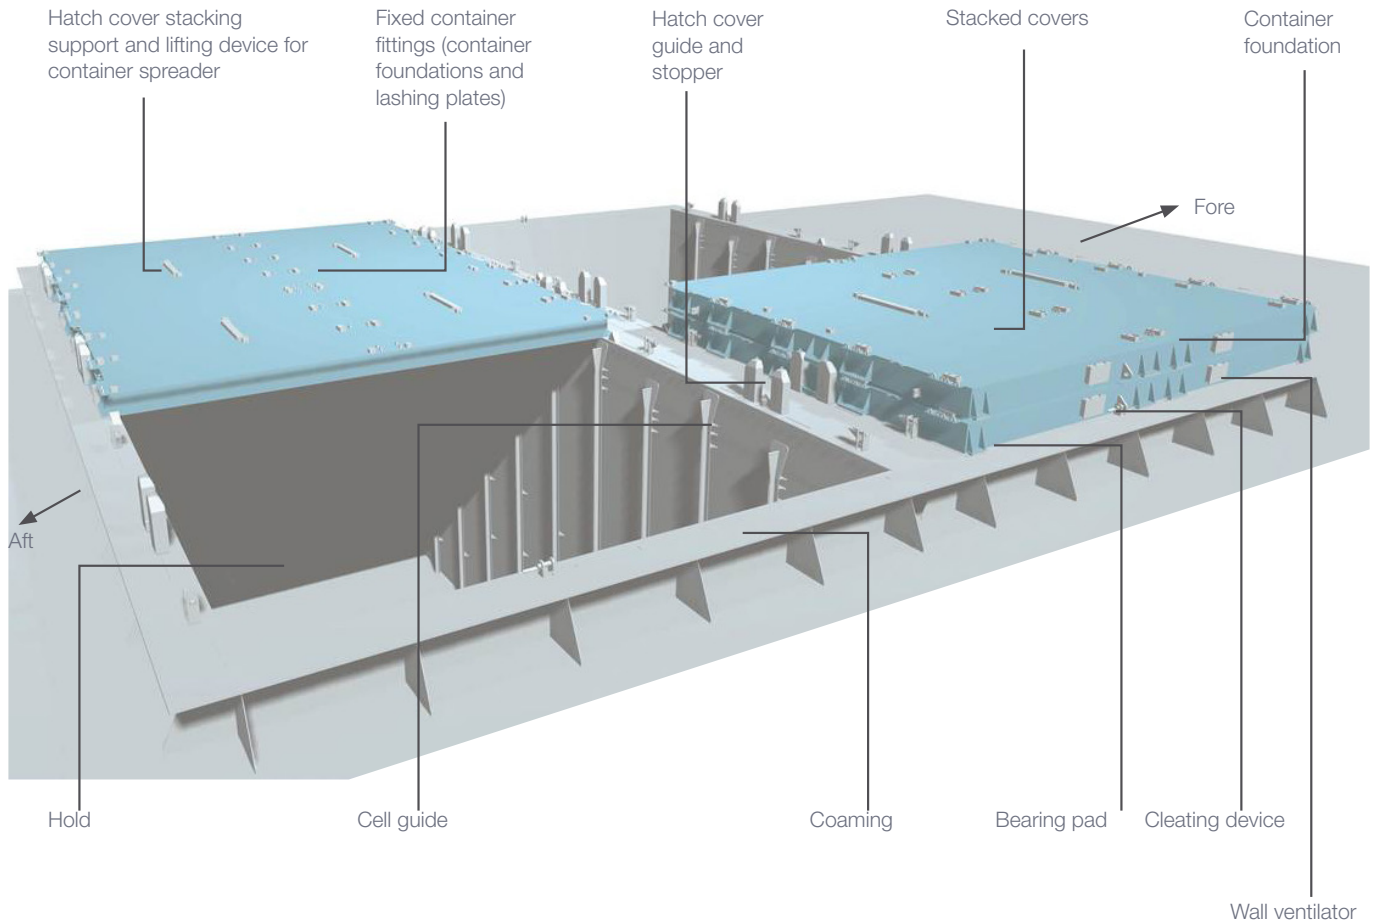 Hatch cover stacking
support and lifting device for
container spreader
Fixed container
fittings (container
foundations and
lashing plates)
Hatch cover
guide and
stopper
Stacked covers
Container
foundation
Fore
Aft
Hold
Cell guide
Coaming
Bearing pad
Cleating device
Wall ventilator